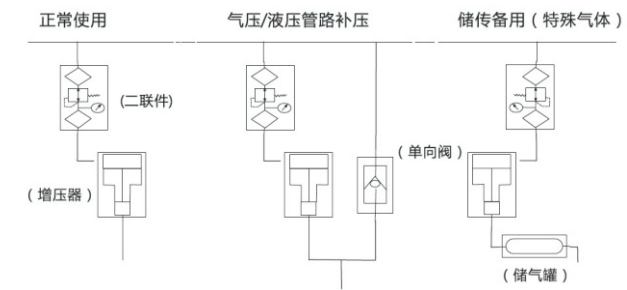 正常使用
气压/液压管路补压
储传备用（特殊气体）
(二联件)
（单向阀）
（增压器）
（储气罐）